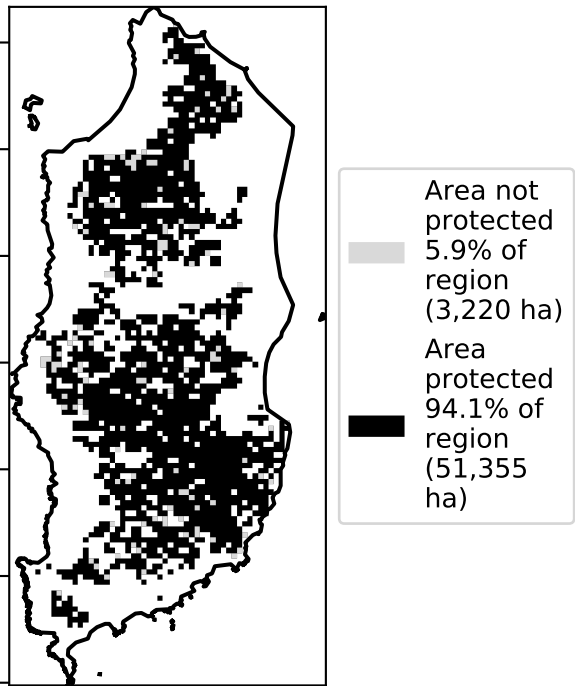 Area not
protected
5.9% of
region
(3,220 ha)
Area
protected
94.1% of
region
(51,355
ha)